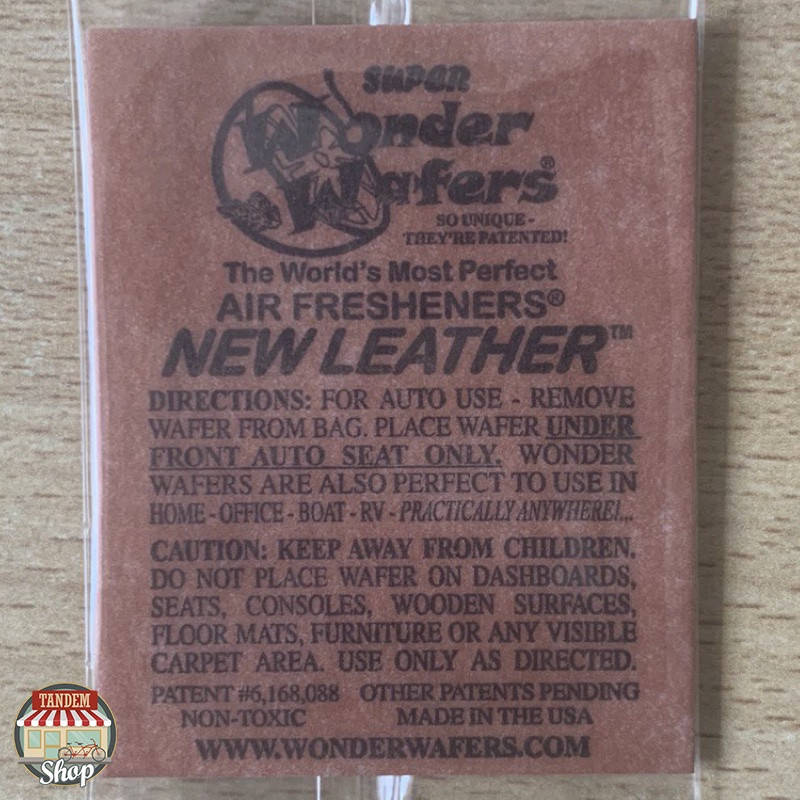 SUPER
Wonder
Wafers®
SO UNIQUE -
THEY'RE PATENTED!
The World's Most Perfect
AIR FRESHENERS®
NEW LEATHER™
DIRECTIONS: FOR AUTO USE - REMOVE
WAFER FROM BAG. PLACE WAFER UNDER
FRONT AUTO SEAT ONLY. WONDER
WAFERS ARE ALSO PERFECT TO USE IN
HOME - OFFICE - BOAT - RV - PRACTICALLY ANYWHERE!...
CAUTION: KEEP AWAY FROM CHILDREN.
DO NOT PLACE WAFER ON DASHBOARDS,
SEATS, CONSOLES, WOODEN SURFACES,
FLOOR MATS, FURNITURE OR ANY VISIBLE
CARPET AREA. USE ONLY AS DIRECTED.
PATENT #6,168,088 OTHER PATENTS PENDING
NON-TOXIC MADE IN THE USA
WWW.WONDERWAFERS.COM
TANDEM
Shop